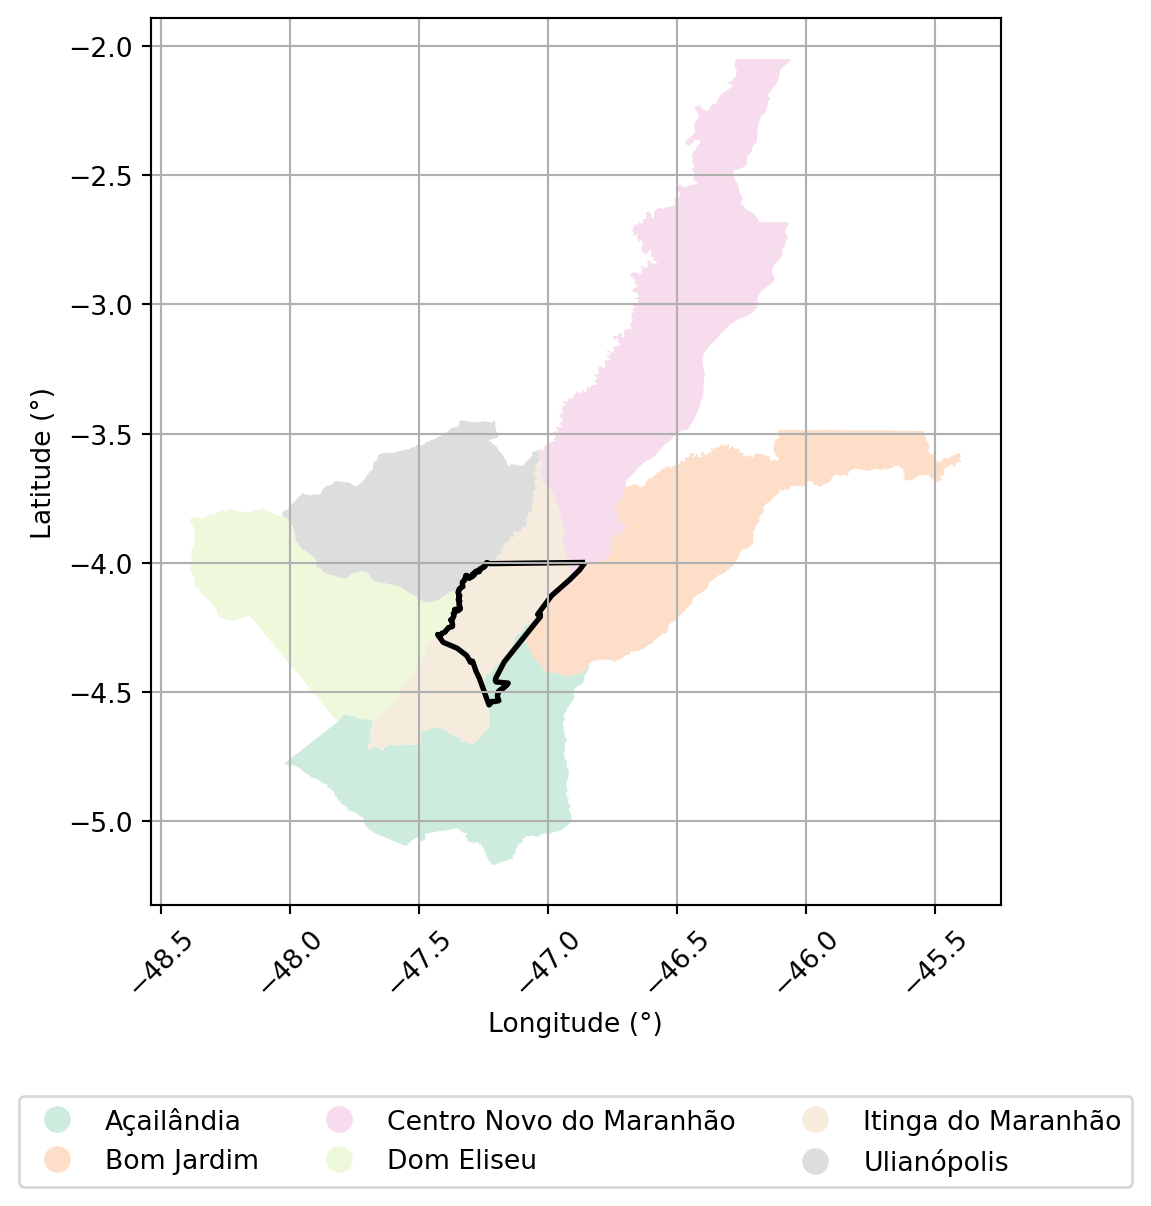 −2.0
−2.5
−3.0
−3.5
−4.0
−4.5
−5.0
Latitude (°)
−48.5 −48.0 −47.5 −47.0 −46.5 −46.0 −45.5
Longitude (°)
Açailândia Centro Novo do Maranhão Itinga do Maranhão
Bom Jardim Dom Eliseu Ulianópolis